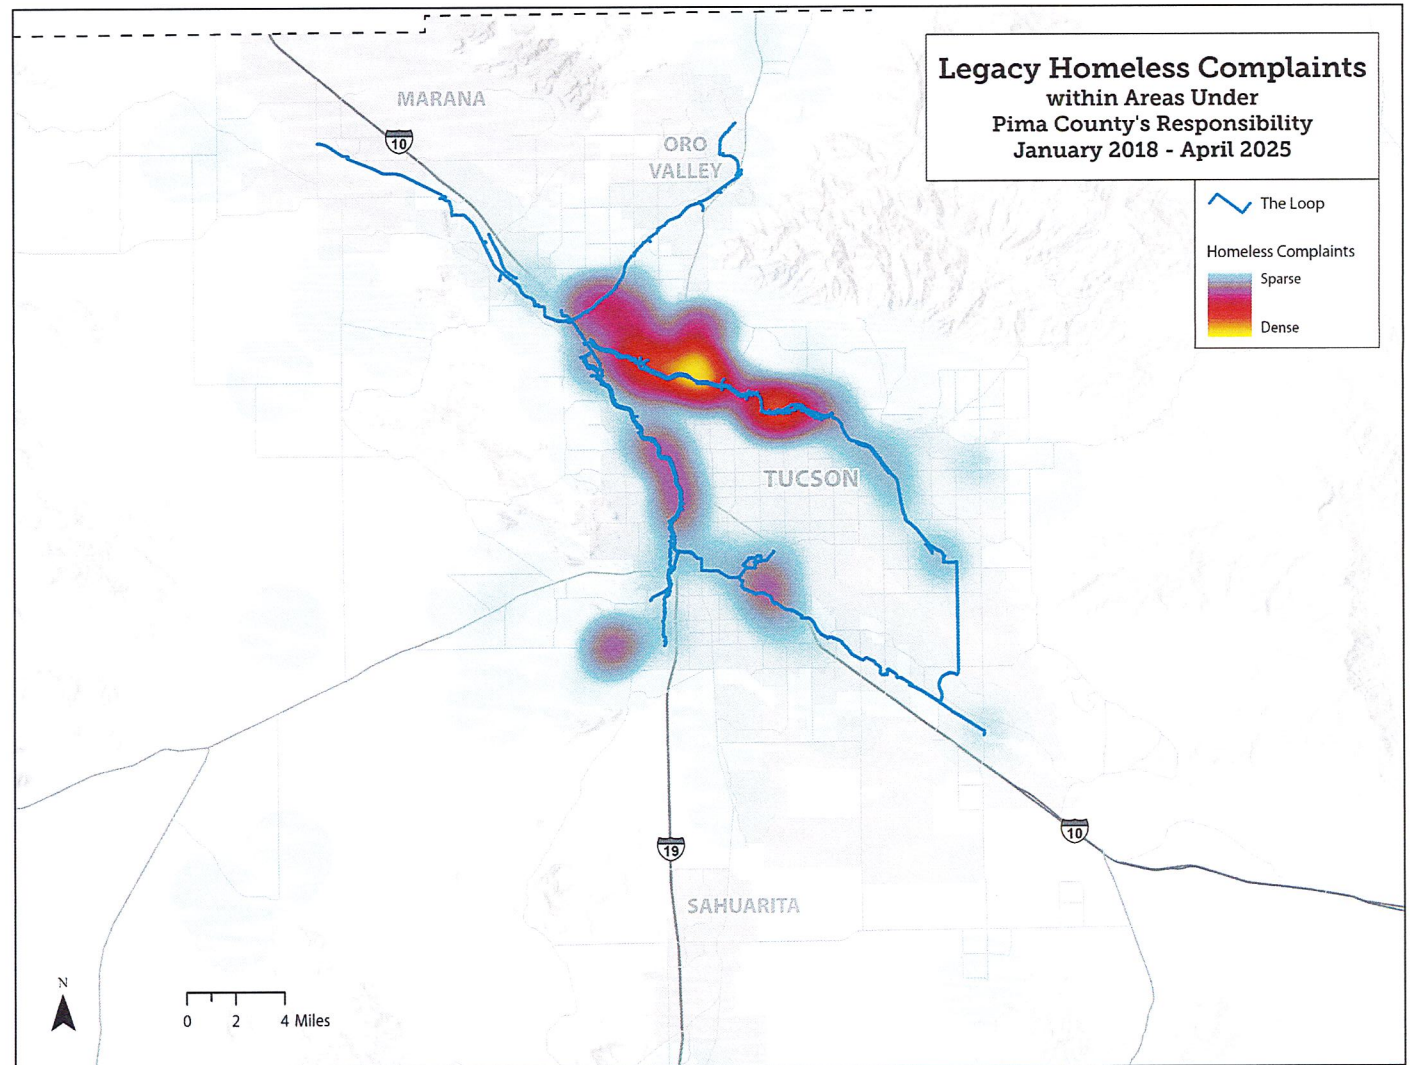 Legacy Homeless Complaints
within Areas Under
Pima County's Responsibility
January 2018 - April 2025
The Loop
Homeless Complaints
Sparse
Dense
MARANA
10
ORO
VALLEY
TUCSON
19
10
SAHUARITA
N
0 2 4 Miles